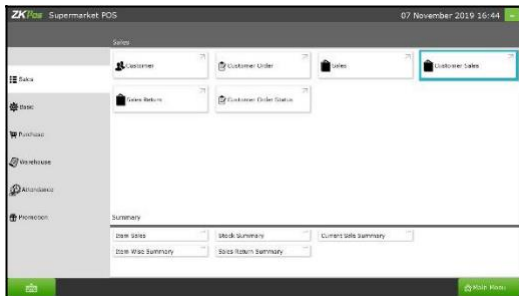 ZKPos Supermarket POS 07 November 2019 16:44
Sales
Customer Customer Order Sales Customer Sales
Sales
Sales Return Customer Order Status
Basic
Purchase
Warehouse
Attendance
Promotion
Summary
Item Sales Stock Summary Current Sale Summary
Item Wise Summary Sales Return Summary
Main Menu